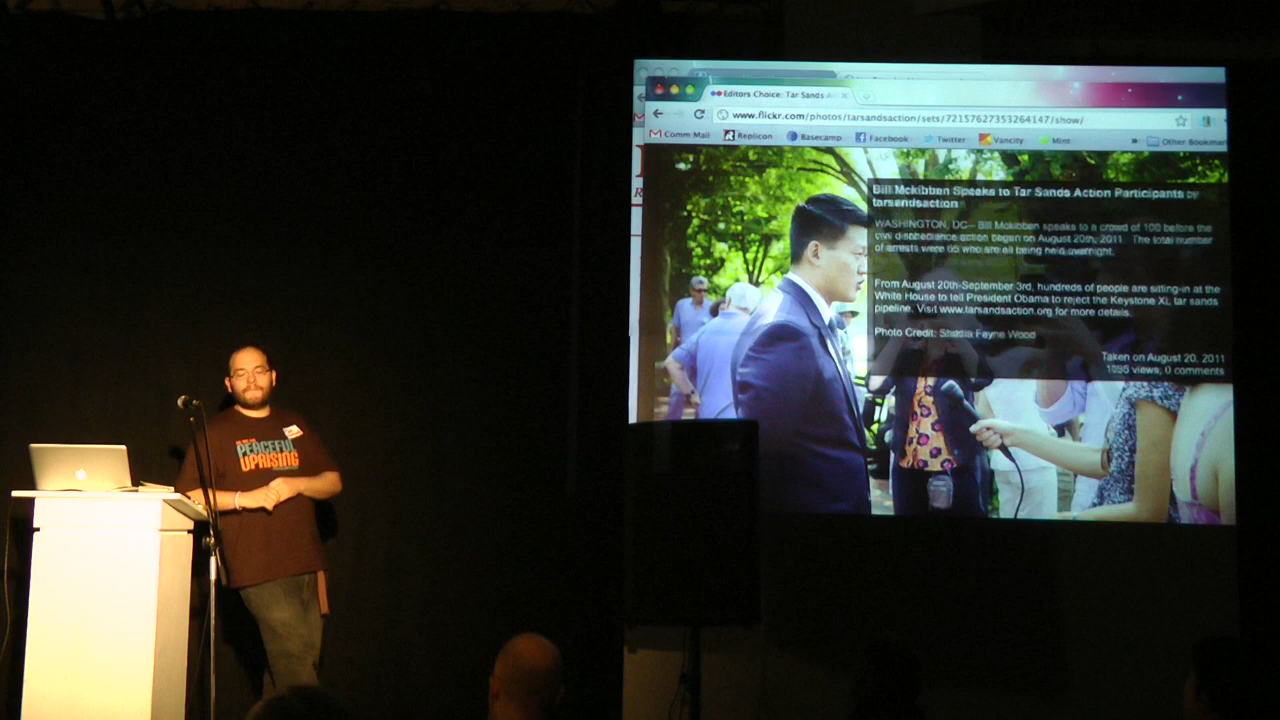 PEACEFUL
UPRISING
Editors Choice: Tar Sands A
www.flickr.com/photos/tarsandsaction/sets/72157627353264147/show/
Comm Mail Replicon Basecamp Facebook Twitter Vancity Mint » Other Bookmar
Bill Mckibben Speaks to Tar Sands Action Participants by
tarsandsaction
WASHINGTON, DC-- Bill Mckibben speaks to a crowd of 100 before the
civil disobedience action began on August 20th, 2011. The total number
of arrests were 65 who are all being held overnight.
From August 20th-September 3rd, hundreds of people are sitting-in at the
White House to tell President Obama to reject the Keystone XL tar sands
pipeline. Visit www.tarsandsaction.org for more details.
Photo Credit: Shadia Fayne Wood
Taken on August 20, 2011
1095 views, 0 comments